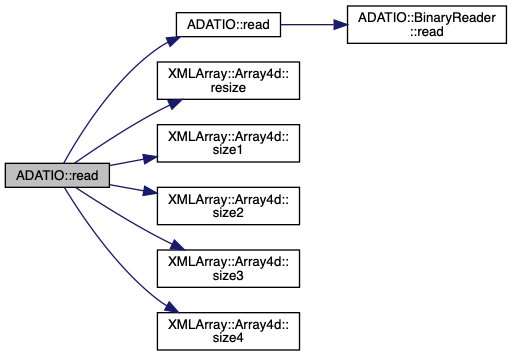 ADATIO::read
ADATIO::BinaryReader
::read
XMLArray::Array4d::
resize
XMLArray::Array4d::
size1
ADATIO::read
XMLArray::Array4d::
size2
XMLArray::Array4d::
size3
XMLArray::Array4d::
size4